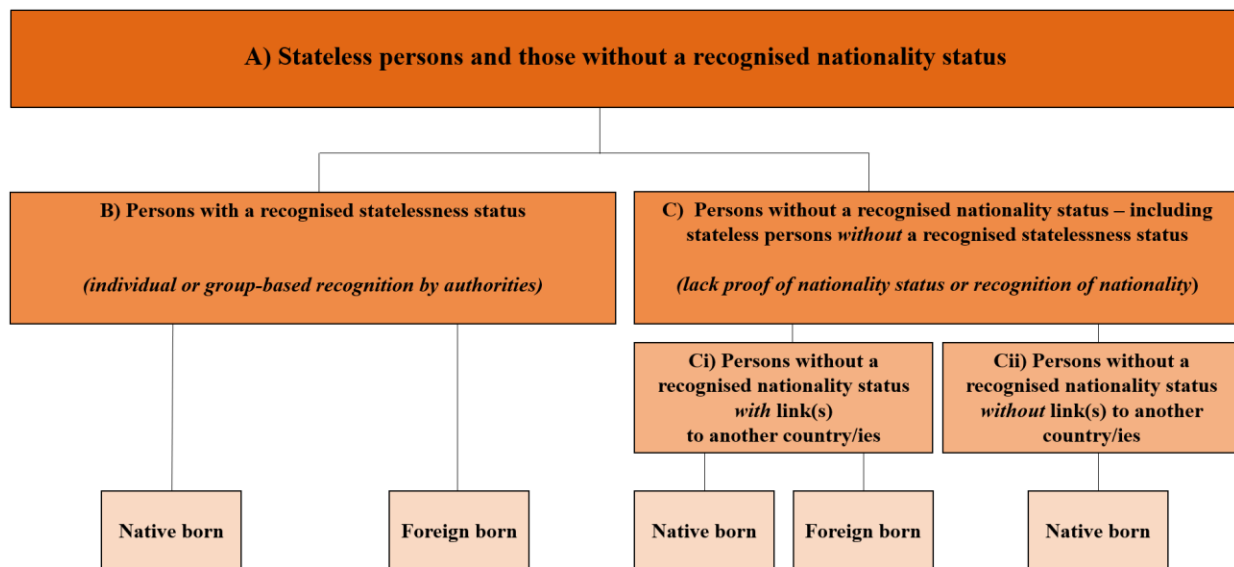 A) Stateless persons and those without a recognised nationality status
B) Persons with a recognised statelessness status
(individual or group-based recognition by authorities)
C) Persons without a recognised nationality status – including
stateless persons without a recognised statelessness status
(lack proof of nationality status or recognition of nationality)
Ci) Persons without a
recognised nationality status
with link(s)
to another country/ies
Cii) Persons without a
recognised nationality status
without link(s) to another
country/ies
Native born
Foreign born
Native born
Foreign born
Native born